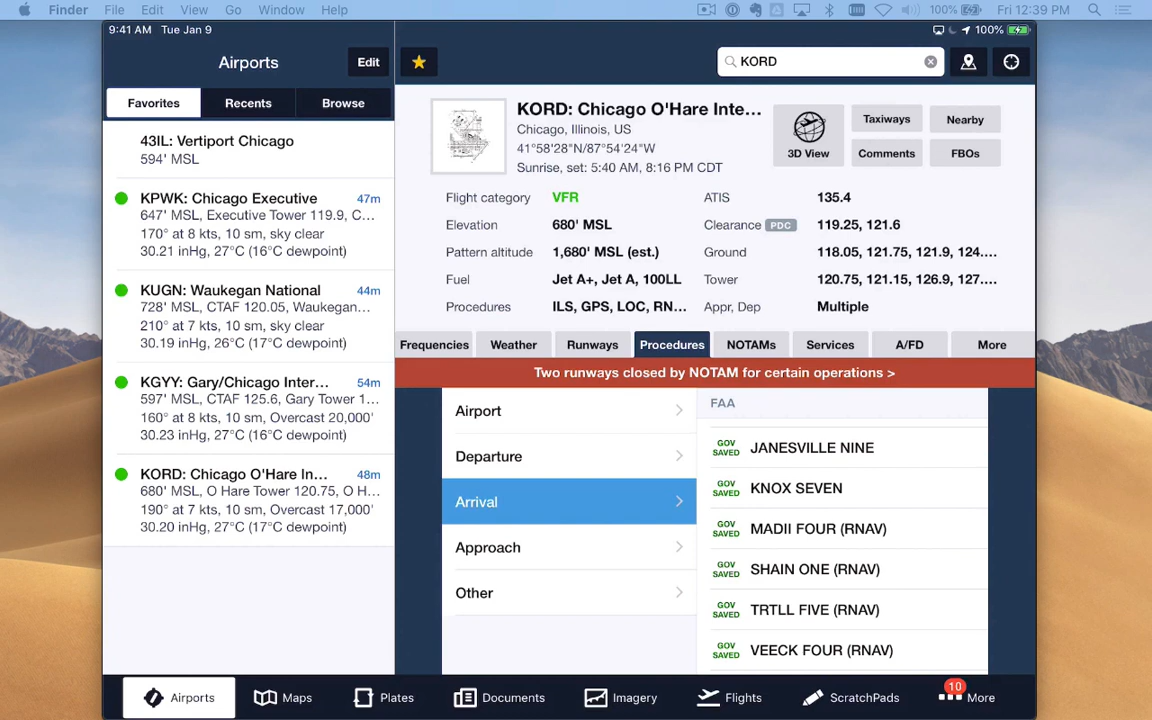 Finder File Edit View Go Window Help
100% Fri 12:39 PM
9:41 AM Tue Jan 9
100%
Airports
Edit
Favorites Recents Browse
43IL: Vertiport Chicago
594' MSL
KPWK: Chicago Executive 47m
647' MSL, Executive Tower 119.9, C...
170° at 8 kts, 10 sm, sky clear
30.21 inHg, 27°C (16°C dewpoint)
KUGN: Waukegan National 44m
728' MSL, CTAF 120.05, Waukegan...
210° at 7 kts, 10 sm, sky clear
30.19 inHg, 26°C (17°C dewpoint)
KGYY: Gary/Chicago Inter... 54m
597' MSL, CTAF 125.6, Gary Tower 1...
160° at 8 kts, 10 sm, Overcast 20,000'
30.23 inHg, 27°C (16°C dewpoint)
KORD: Chicago O'Hare In... 48m
680' MSL, O Hare Tower 120.75, O H...
190° at 7 kts, 10 sm, Overcast 17,000'
30.20 inHg, 27°C (17°C dewpoint)
KORD
KORD: Chicago O'Hare Inte...
Chicago, Illinois, US
41°58'28"N/87°54'24"W
Sunrise, set: 5:40 AM, 8:16 PM CDT
3D View
Taxiways
Nearby
Comments
FBOs
Flight category VFR
Elevation 680' MSL
Pattern altitude 1,680' MSL (est.)
Fuel Jet A+, Jet A, 100LL
Procedures ILS, GPS, LOC, RN...
ATIS 135.4
Clearance PDC 119.25, 121.6
Ground 118.05, 121.75, 121.9, 124....
Tower 120.75, 121.15, 126.9, 127....
Appr, Dep Multiple
Frequencies Weather Runways Procedures NOTAMs Services A/FD More
Two runways closed by NOTAM for certain operations >
Airport
Departure
Arrival
Approach
Other
FAA
GOV SAVED JANESVILLE NINE
GOV SAVED KNOX SEVEN
GOV SAVED MADII FOUR (RNAV)
GOV SAVED SHAIN ONE (RNAV)
GOV SAVED TRTLL FIVE (RNAV)
GOV SAVED VEECK FOUR (RNAV)
Airports Maps Plates Documents Imagery Flights ScratchPads 10 More